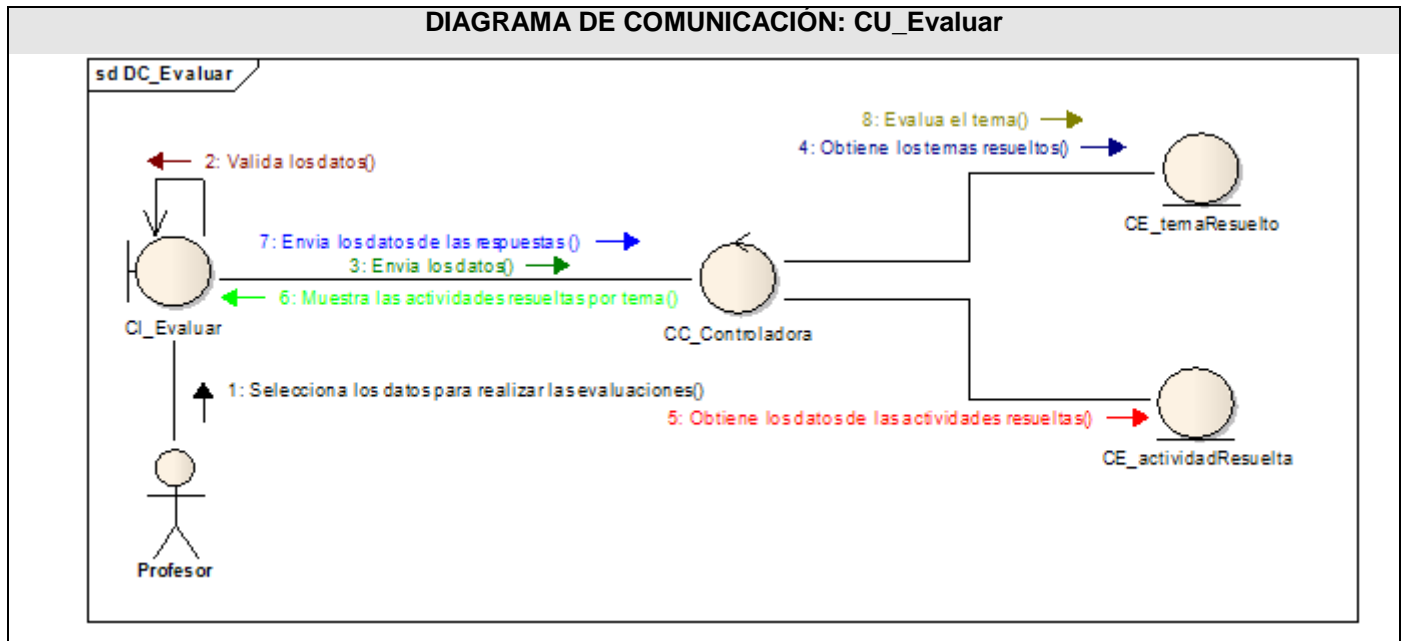 DIAGRAMA DE COMUNICACIÓN: CU_Evaluar
sd DC_Evaluar
8: Evalua el tema()
4: Obtiene los temas resueltos()
2: Valida los datos()
CE_temaResuelto
7: Envia los datos de las respuestas()
3: Envia los datos()
6: Muestra las actividades resueltas por tema()
CI_Evaluar
CC_Controladora
1: Selecciona los datos para realizar las evaluaciones()
5: Obtiene los datos de las actividades resueltas()
CE_actividadResuelta
Profesor